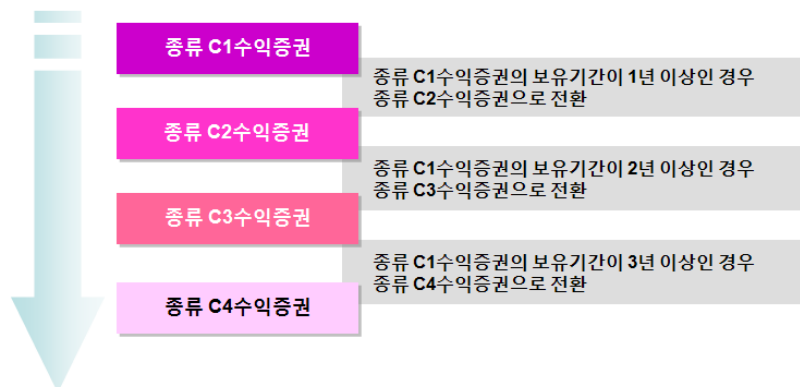 종류 C1수익증권
종류 C1수익증권의 보유기간이 1년 이상인 경우
종류 C2수익증권으로 전환
종류 C2수익증권
종류 C1수익증권의 보유기간이 2년 이상인 경우
종류 C3수익증권으로 전환
종류 C3수익증권
종류 C1수익증권의 보유기간이 3년 이상인 경우
종류 C4수익증권으로 전환
종류 C4수익증권